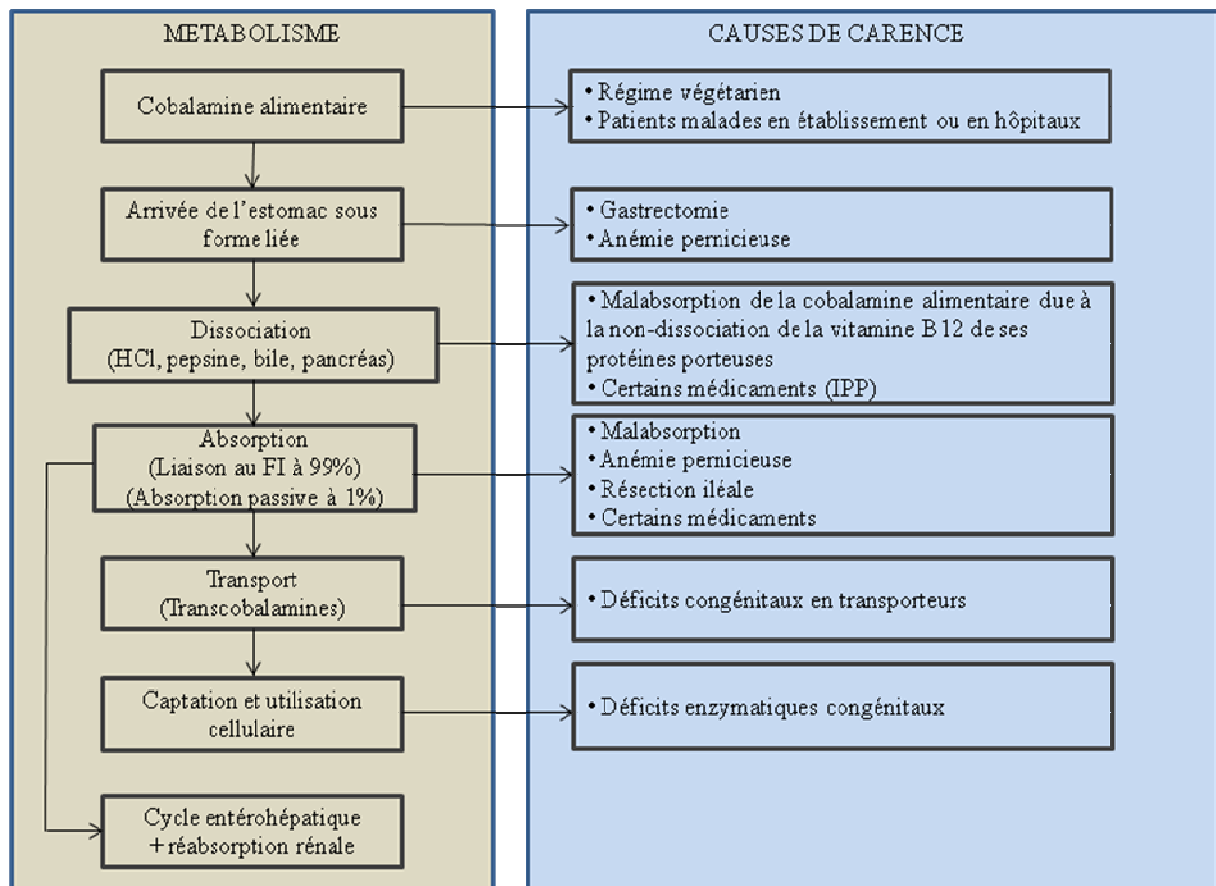 METABOLISME
Cobalamine alimentaire
Arrivée de l’estomac sous
forme liée
Dissociation
(HCl, pepsine, bile, pancréas)
Absorption
(Liaison au FI à 99%)
(Absorption passive à 1%)
Transport
(Transcobalamines)
Captation et utilisation
cellulaire
Cycle entérohépatique
+ réabsorption rénale
CAUSES DE CARENCE
• Régime végétarien
• Patients malades en établissement ou en hôpitaux
• Gastrectomie
• Anémie pernicieuse
• Malabsorption de la cobalamine alimentaire due à
la non-dissociation de la vitamine B 12 de ses
protéines porteuses
• Certains médicaments (IPP)
• Malabsorption
• Anémie pernicieuse
• Résection iléale
• Certains médicaments
• Déficits congénitaux en transporteurs
• Déficits enzymatiques congénitaux